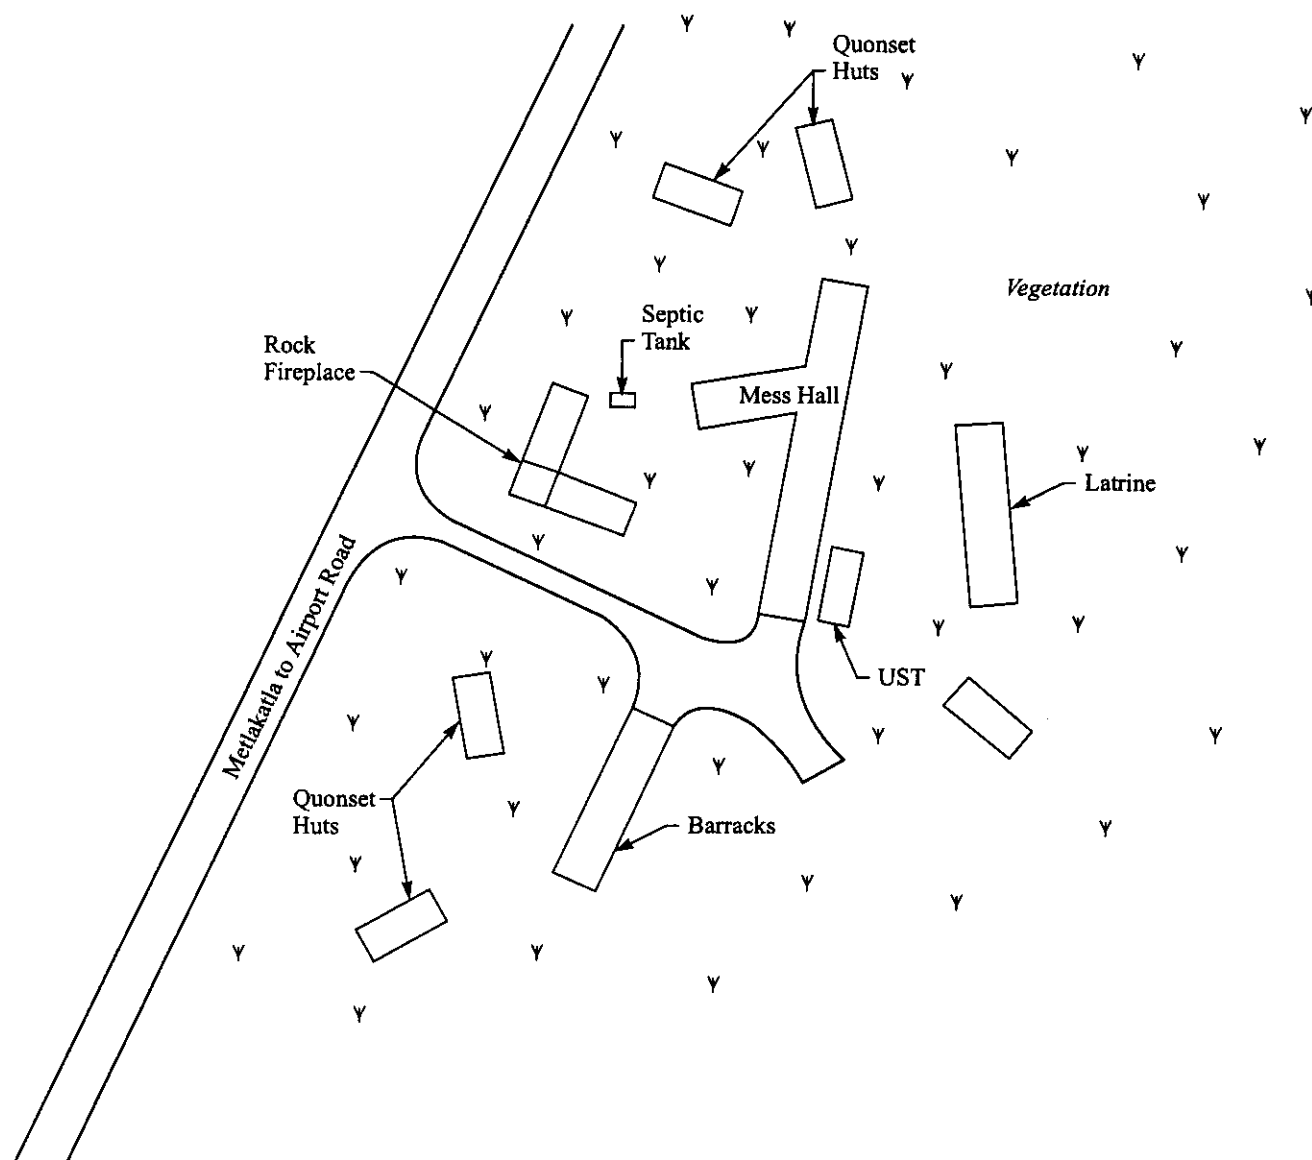 Quonset
Huts
Vegetation
Septic
Tank
Rock
Fireplace
Mess Hall
Latrine
Metlakatla to Airport Road
UST
Quonset
Huts
Barracks